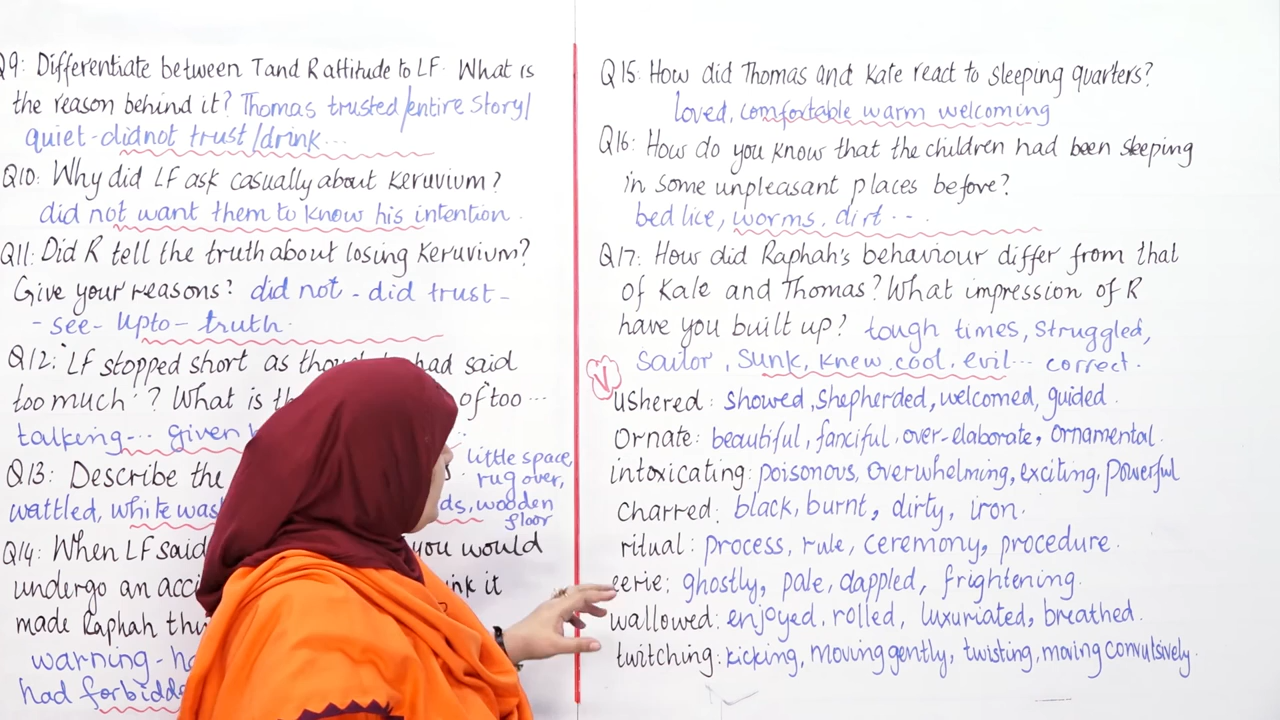 Q9: Differentiate between T and R attitude to LF. What is
the reason behind it? Thomas trusted/entire story/
quiet - didnot trust/drink...
Q10: Why did LF ask casually about Keruvium?
did not want them to know his intention.
Q11: Did R tell the truth about losing Keruvium?
Give your reasons? did not - did trust -
- see - Upto - truth.
Q12: 'LF stopped short as had said
too much'? What is of too...
talking -... given
Q13: Describe the little space,
rug over,
wattled, white wooden
floor
Q14: When LF said you would
undergo an it
made Raphah
warning -
had
Q15: How did Thomas and Kate react to sleeping quarters?
loved, comfortable warm welcoming
Q16: How do you know that the children had been sleeping
in some unpleasant places before?
bed lice, worms, dirt...
Q17: How did Raphah's behaviour differ from that
of Kate and Thomas? What impression of R
have you built up? tough times, struggled,
Sailor, sunk, knew cool, evil... correct.
V
ushered: showed, shepherded, welcomed, guided.
Ornate: beautiful, fanciful, over-elaborate, ornamental.
intoxicating: poisonous, overwhelming, exciting, powerful
Charred: black, burnt, dirty, iron.
ritual: process, rule, ceremony, procedure.
eerie: ghostly, pale, dappled, frightening.
wallowed: enjoyed, rolled, luxuriated, breathed.
twitching: kicking, moving gently, twisting, moving convulsively.